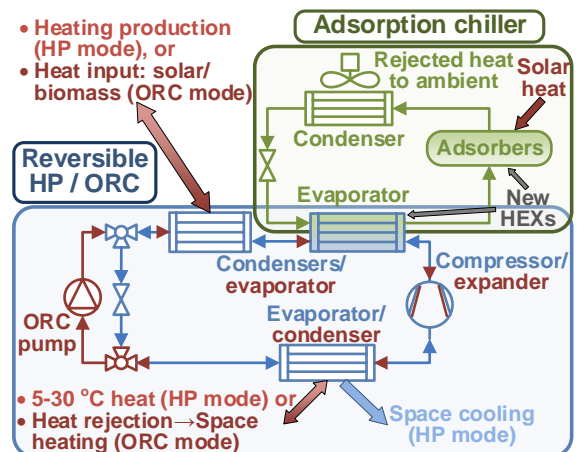 • Heating production
(HP mode), or
• Heat input: solar/
biomass (ORC mode)
Adsorption chiller
Rejected heat
to ambient
Solar
heat
Condenser
Adsorbers
Reversible
HP / ORC
Evaporator
New
HEXs
Condensers/
evaporator
Compressor/
expander
ORC
pump
Evaporator/
condenser
• 5-30 °C heat (HP mode) or
• Heat rejection→Space
heating (ORC mode)
Space cooling
(HP mode)